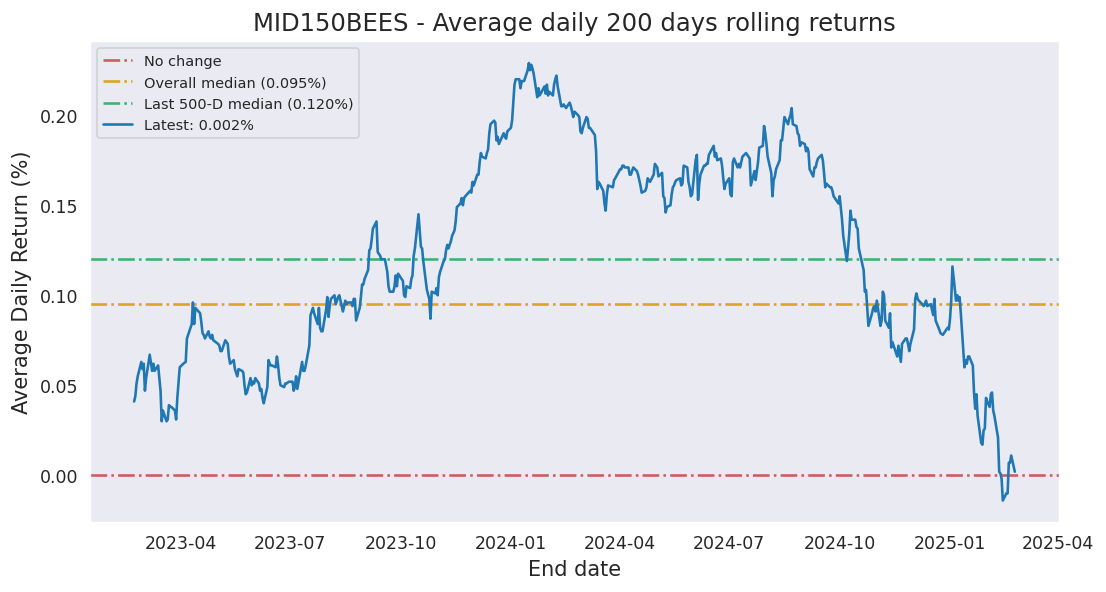 MID150BEES - Average daily 200 days rolling returns
No change
Overall median (0.095%)
Last 500-D median (0.120%)
Latest: 0.002%
Average Daily Return (%)
0.20
0.15
0.10
0.05
0.00
2023-04 2023-07 2023-10 2024-01 2024-04 2024-07 2024-10 2025-01 2025-04
End date